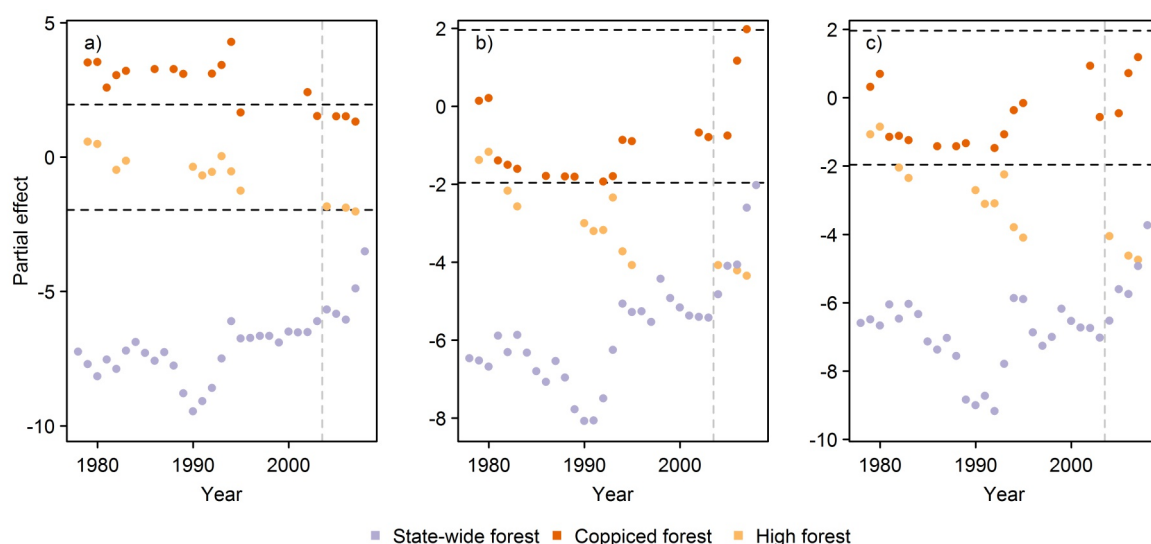 a)
b)
c)
Partial effect
5
0
-5
-10
2
0
-2
-4
-6
-8
2
0
-2
-4
-6
-8
-10
1980 1990 2000
1980 1990 2000
1980 1990 2000
Year Year Year
State-wide forest Coppiced forest High forest